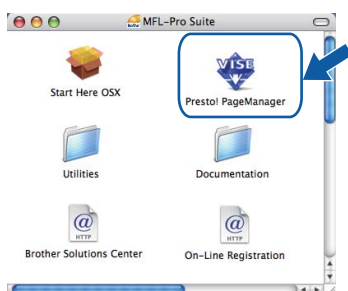 MFL-Pro Suite
VISE
Start Here OSX
Presto! PageManager
Utilities
Documentation
@
HTTP
Brother Solutions Center
@
HTTP
On-Line Registration